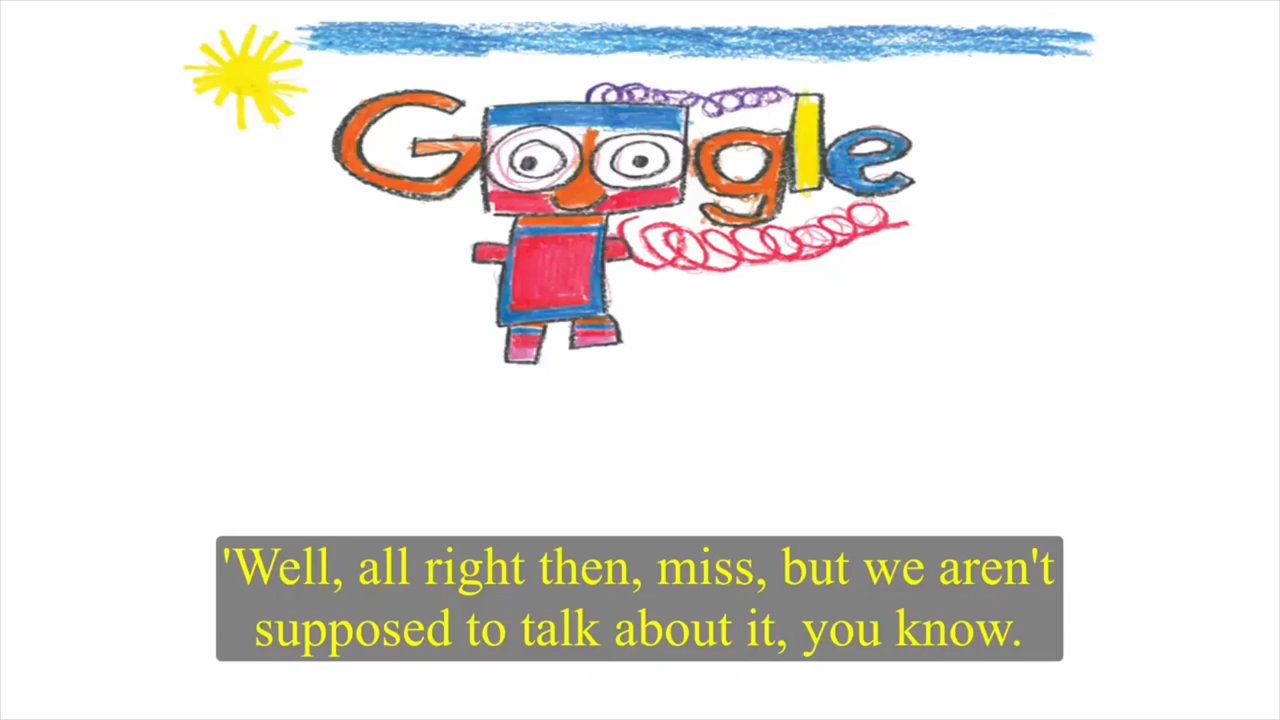 Google
'Well, all right then, miss, but we aren't
supposed to talk about it, you know.